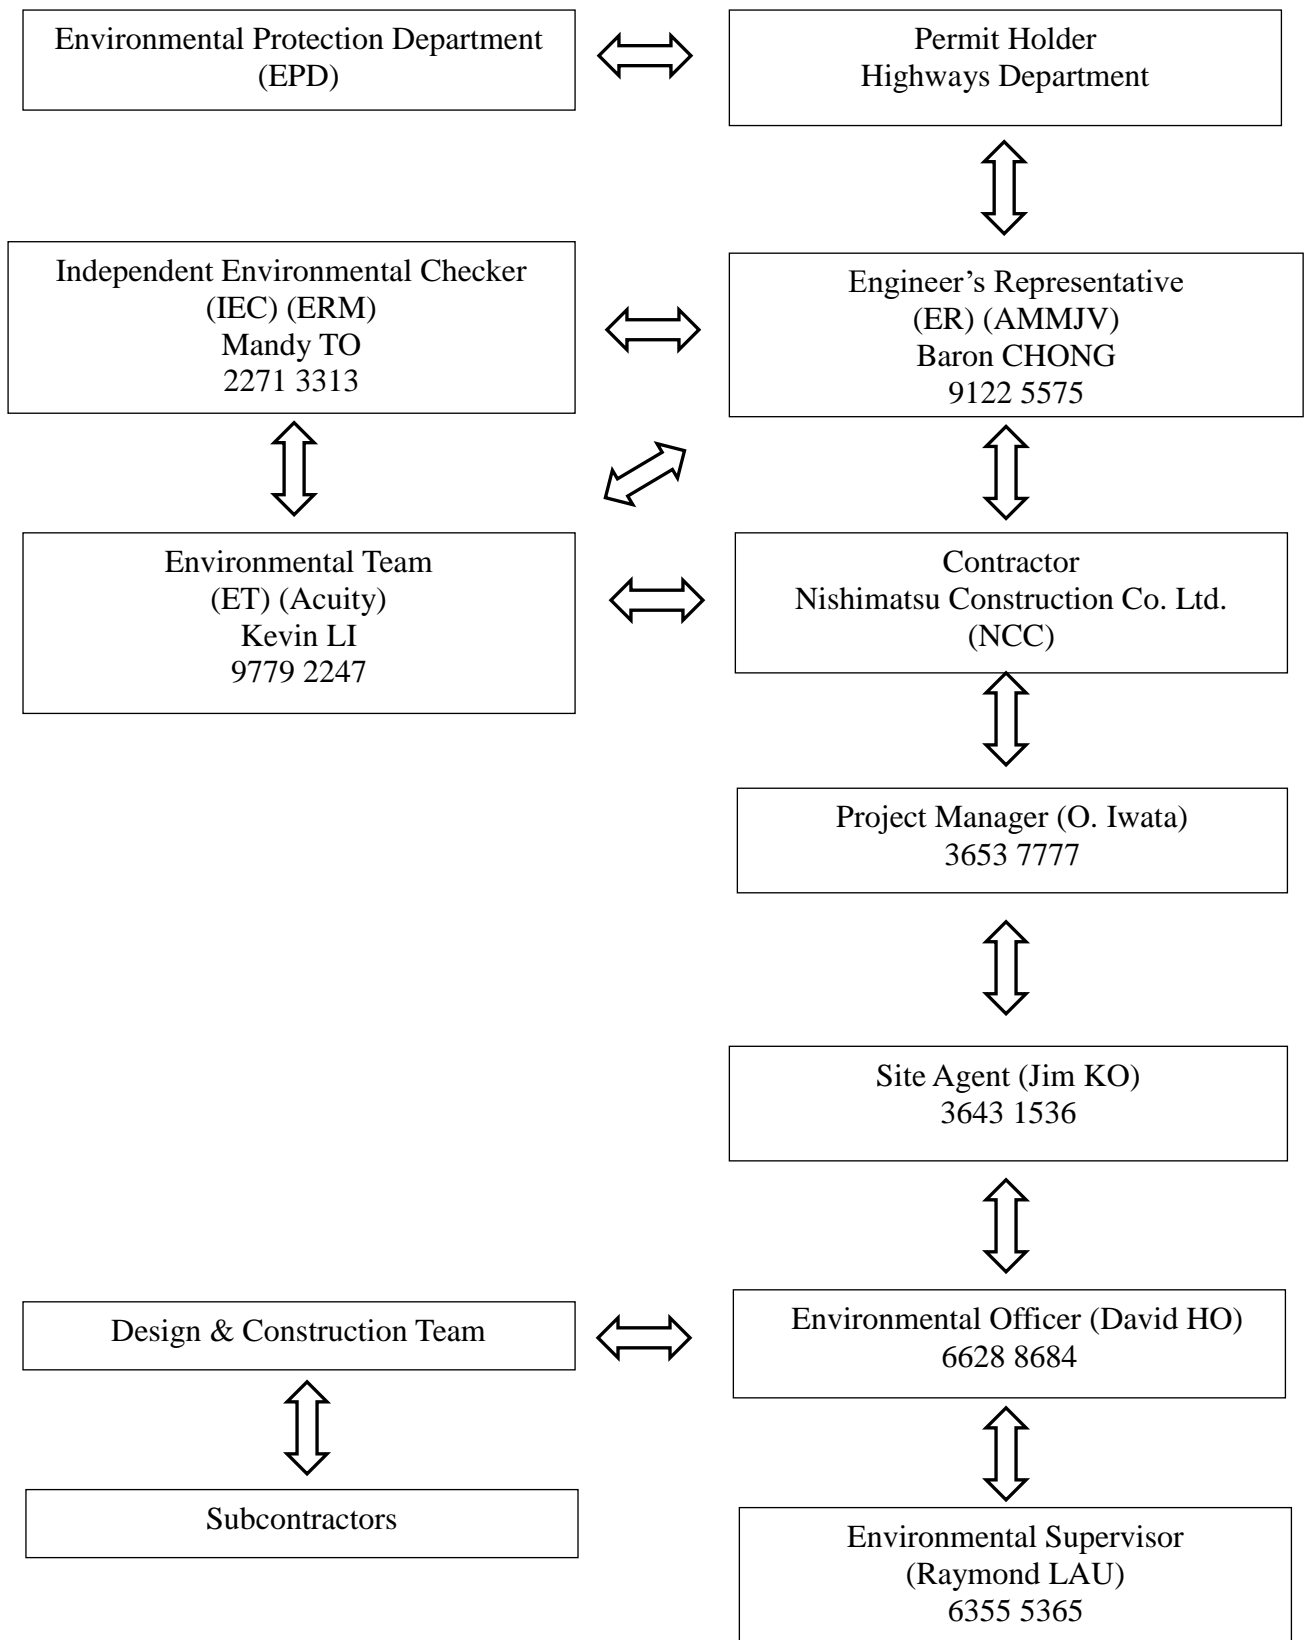 Environmental Protection Department
(EPD)
Permit Holder
Highways Department
Independent Environmental Checker
(IEC) (ERM)
Mandy TO
2271 3313
Engineer’s Representative
(ER) (AMMJV)
Baron CHONG
9122 5575
Environmental Team
(ET) (Acuity)
Kevin LI
9779 2247
Contractor
Nishimatsu Construction Co. Ltd.
(NCC)
Project Manager (O. Iwata)
3653 7777
Site Agent (Jim KO)
3643 1536
Design & Construction Team
Environmental Officer (David HO)
6628 8684
Subcontractors
Environmental Supervisor
(Raymond LAU)
6355 5365